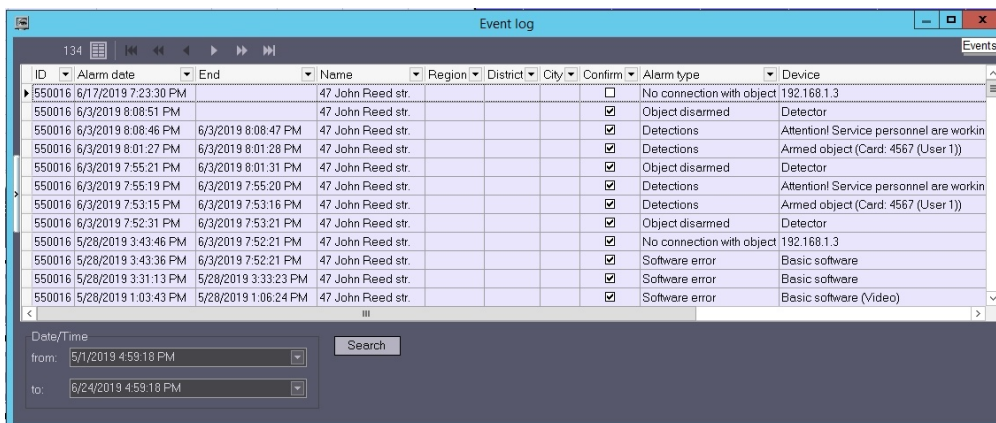 Event log
134
Events
ID Alarm date End Name Region District City Confirm Alarm type Device
550016 6/17/2019 7:23:30 PM 47 John Reed str. No connection with object 192.168.1.3
550016 6/3/2019 8:08:51 PM 47 John Reed str. Object disarmed Detector
550016 6/3/2019 8:08:46 PM 6/3/2019 8:08:47 PM 47 John Reed str. Detections Attention! Service personnel are workin
550016 6/3/2019 8:01:27 PM 6/3/2019 8:01:28 PM 47 John Reed str. Detections Armed object (Card: 4567 (User 1))
550016 6/3/2019 7:55:21 PM 6/3/2019 8:01:31 PM 47 John Reed str. Object disarmed Detector
550016 6/3/2019 7:55:19 PM 6/3/2019 7:55:20 PM 47 John Reed str. Detections Attention! Service personnel are workin
550016 6/3/2019 7:53:15 PM 6/3/2019 7:53:16 PM 47 John Reed str. Detections Armed object (Card: 4567 (User 1))
550016 6/3/2019 7:52:31 PM 6/3/2019 7:53:21 PM 47 John Reed str. Object disarmed Detector
550016 5/28/2019 3:43:46 PM 6/3/2019 7:52:21 PM 47 John Reed str. No connection with object 192.168.1.3
550016 5/28/2019 3:43:36 PM 6/3/2019 7:52:21 PM 47 John Reed str. Software error Basic software
550016 5/28/2019 3:31:13 PM 5/28/2019 3:33:23 PM 47 John Reed str. Software error Basic software
550016 5/28/2019 1:03:43 PM 5/28/2019 1:06:24 PM 47 John Reed str. Software error Basic software (Video)
Date/Time
from: 5/1/2019 4:59:18 PM
Search
to: 6/24/2019 4:59:18 PM